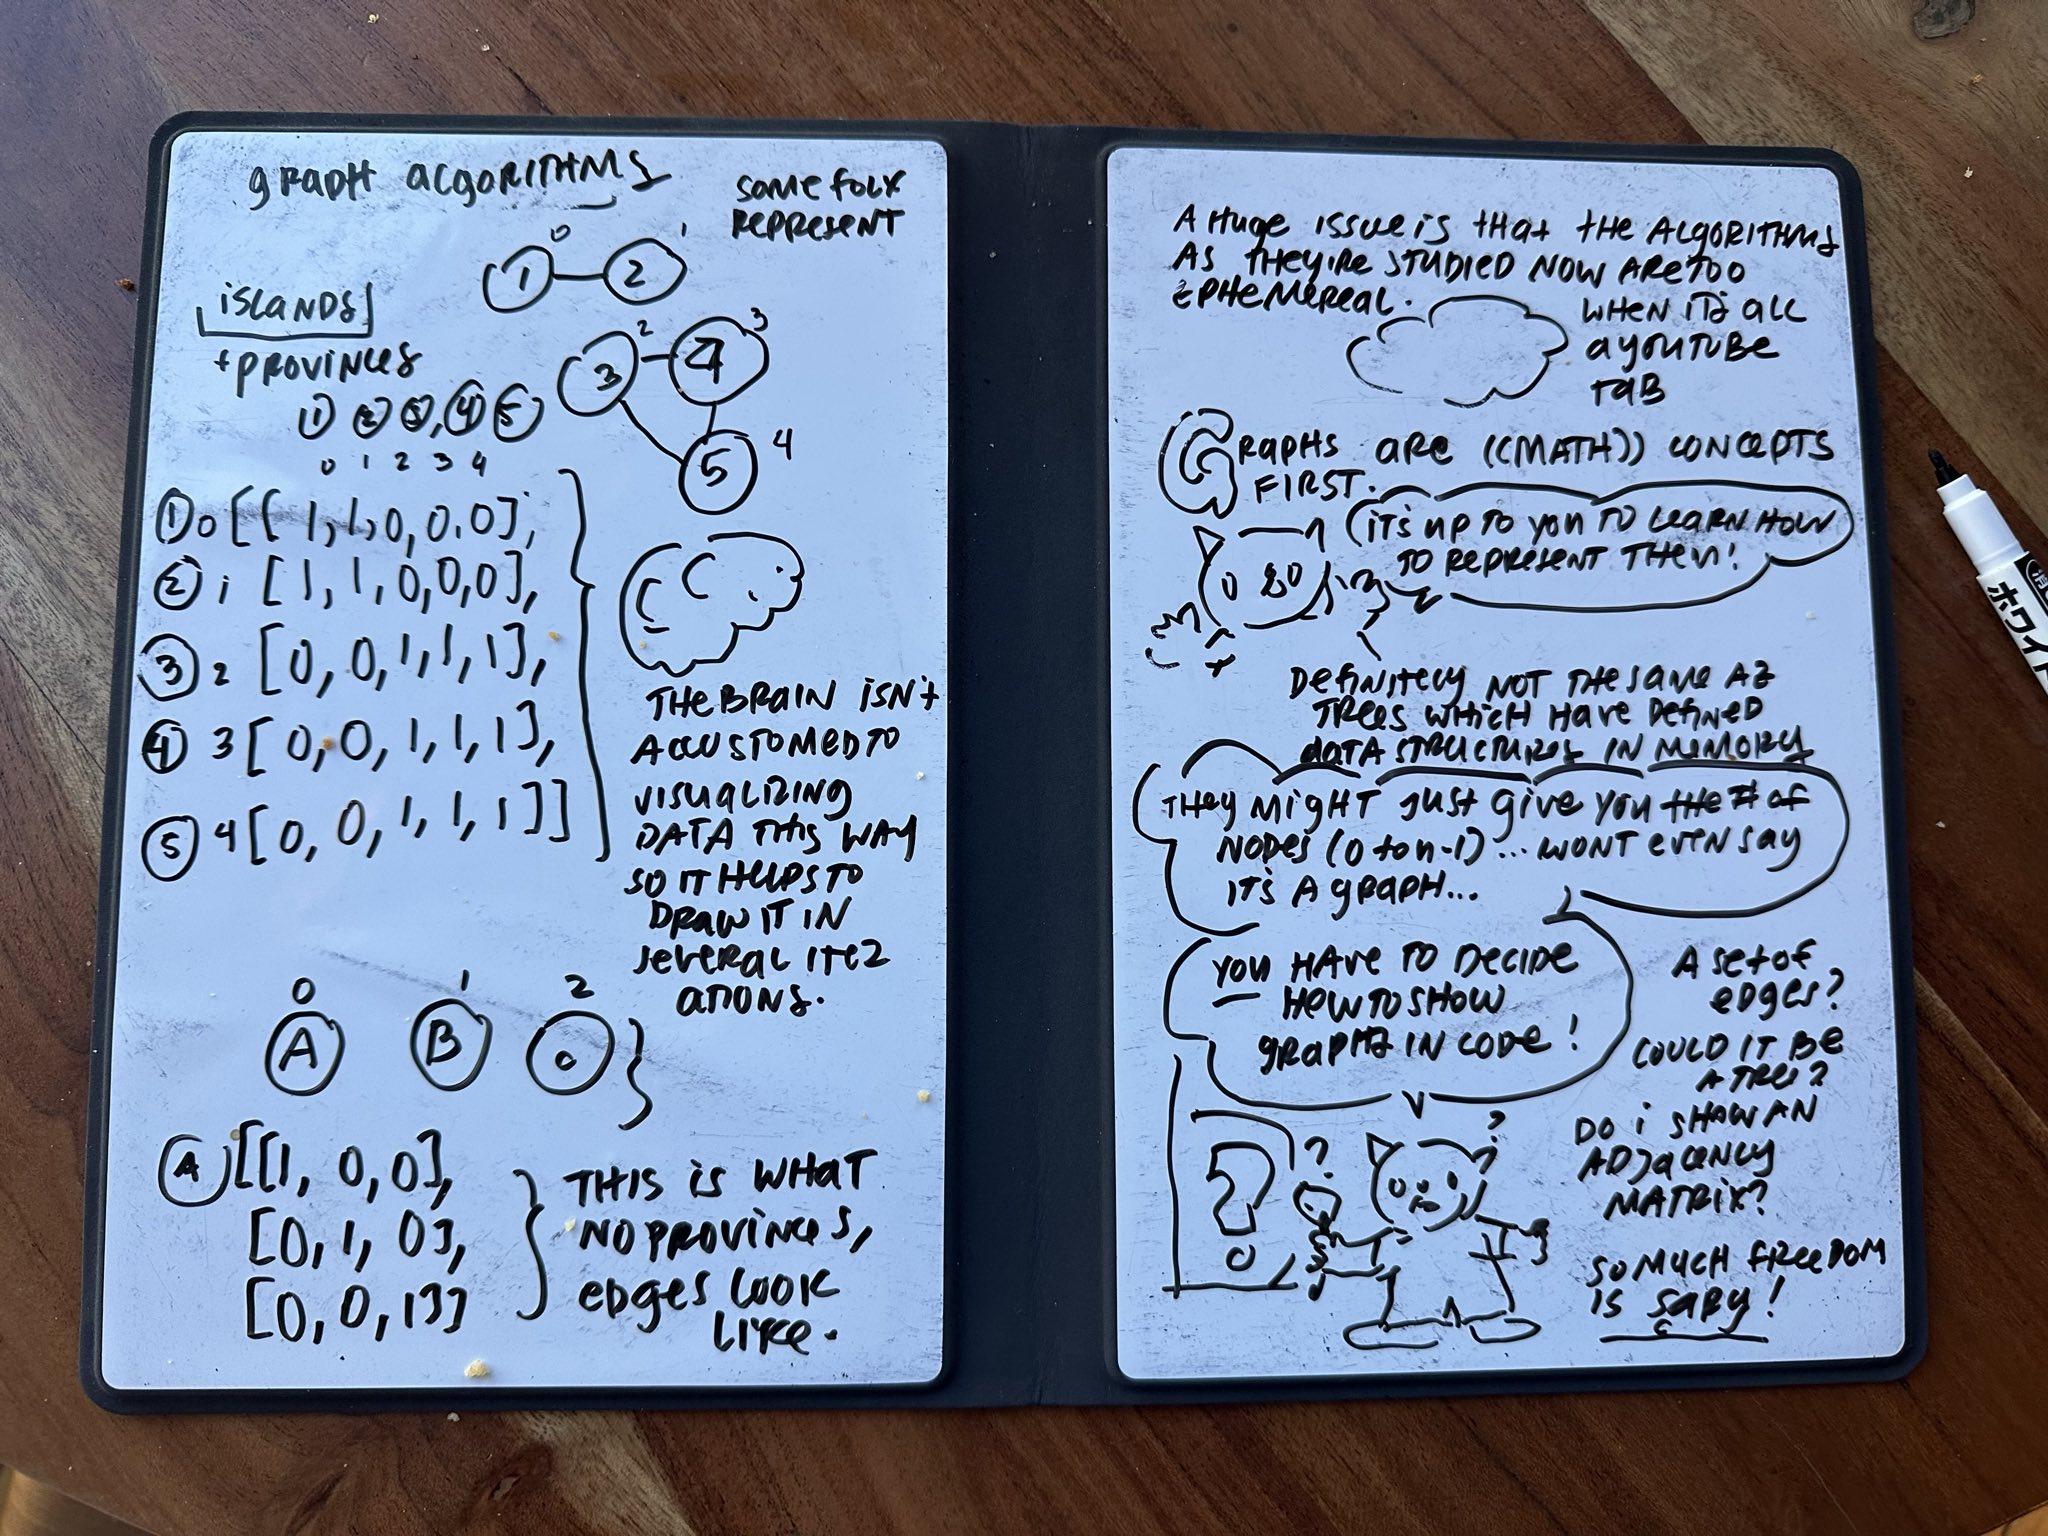 graph algorithms
some folx
represent
islands
+ provinces
0 1
1 2
2 3
3 4
5 4
1 2 3, 4 5
0 1 2 3 4
1 0 [[1, 1, 0, 0, 0],
2 1 [1, 1, 0, 0, 0],
3 2 [0, 0, 1, 1, 1],
4 3 [0, 0, 1, 1, 1],
5 4 [0, 0, 1, 1, 1]]
THE BRAIN isn't
ACCUSTOMED TO
VISUALIZING
DATA THIS WAY
SO IT HELPS TO
DRAW IT IN
several iter
ations.
0 1 2
A B C
A [[1, 0, 0],
[0, 1, 0],
[0, 0, 1]]
THIS is WHAT
NO PROVINCES,
edges look
like.
A Huge issue is that the ALGORITHMS
AS they're STUDIED NOW are TOO
EPHEMEREAL.
WHEN it's all
a youTUBE
TAB
GRAPHS are ((MATH)) CONCEPTS
FIRST.
it's up to you TO Learn HOW
TO represent THEM!
Definitely NOT the same AS
Trees which have DEFINED
DATA STRUCTURES IN Memory
THEY might just give you the # of
NODES (0 to n-1) ... wont even say
it's A graph...
YOU HAVE TO DECIDE
HOW TO SHOW
graphs IN code!
A set of
edges?
COULD IT BE
A TREE?
DO i SHOW AN
ADJACENCY
MATRIX?
? ? ?
SO MUCH FREEDOM
IS SCARY!
ホワイト